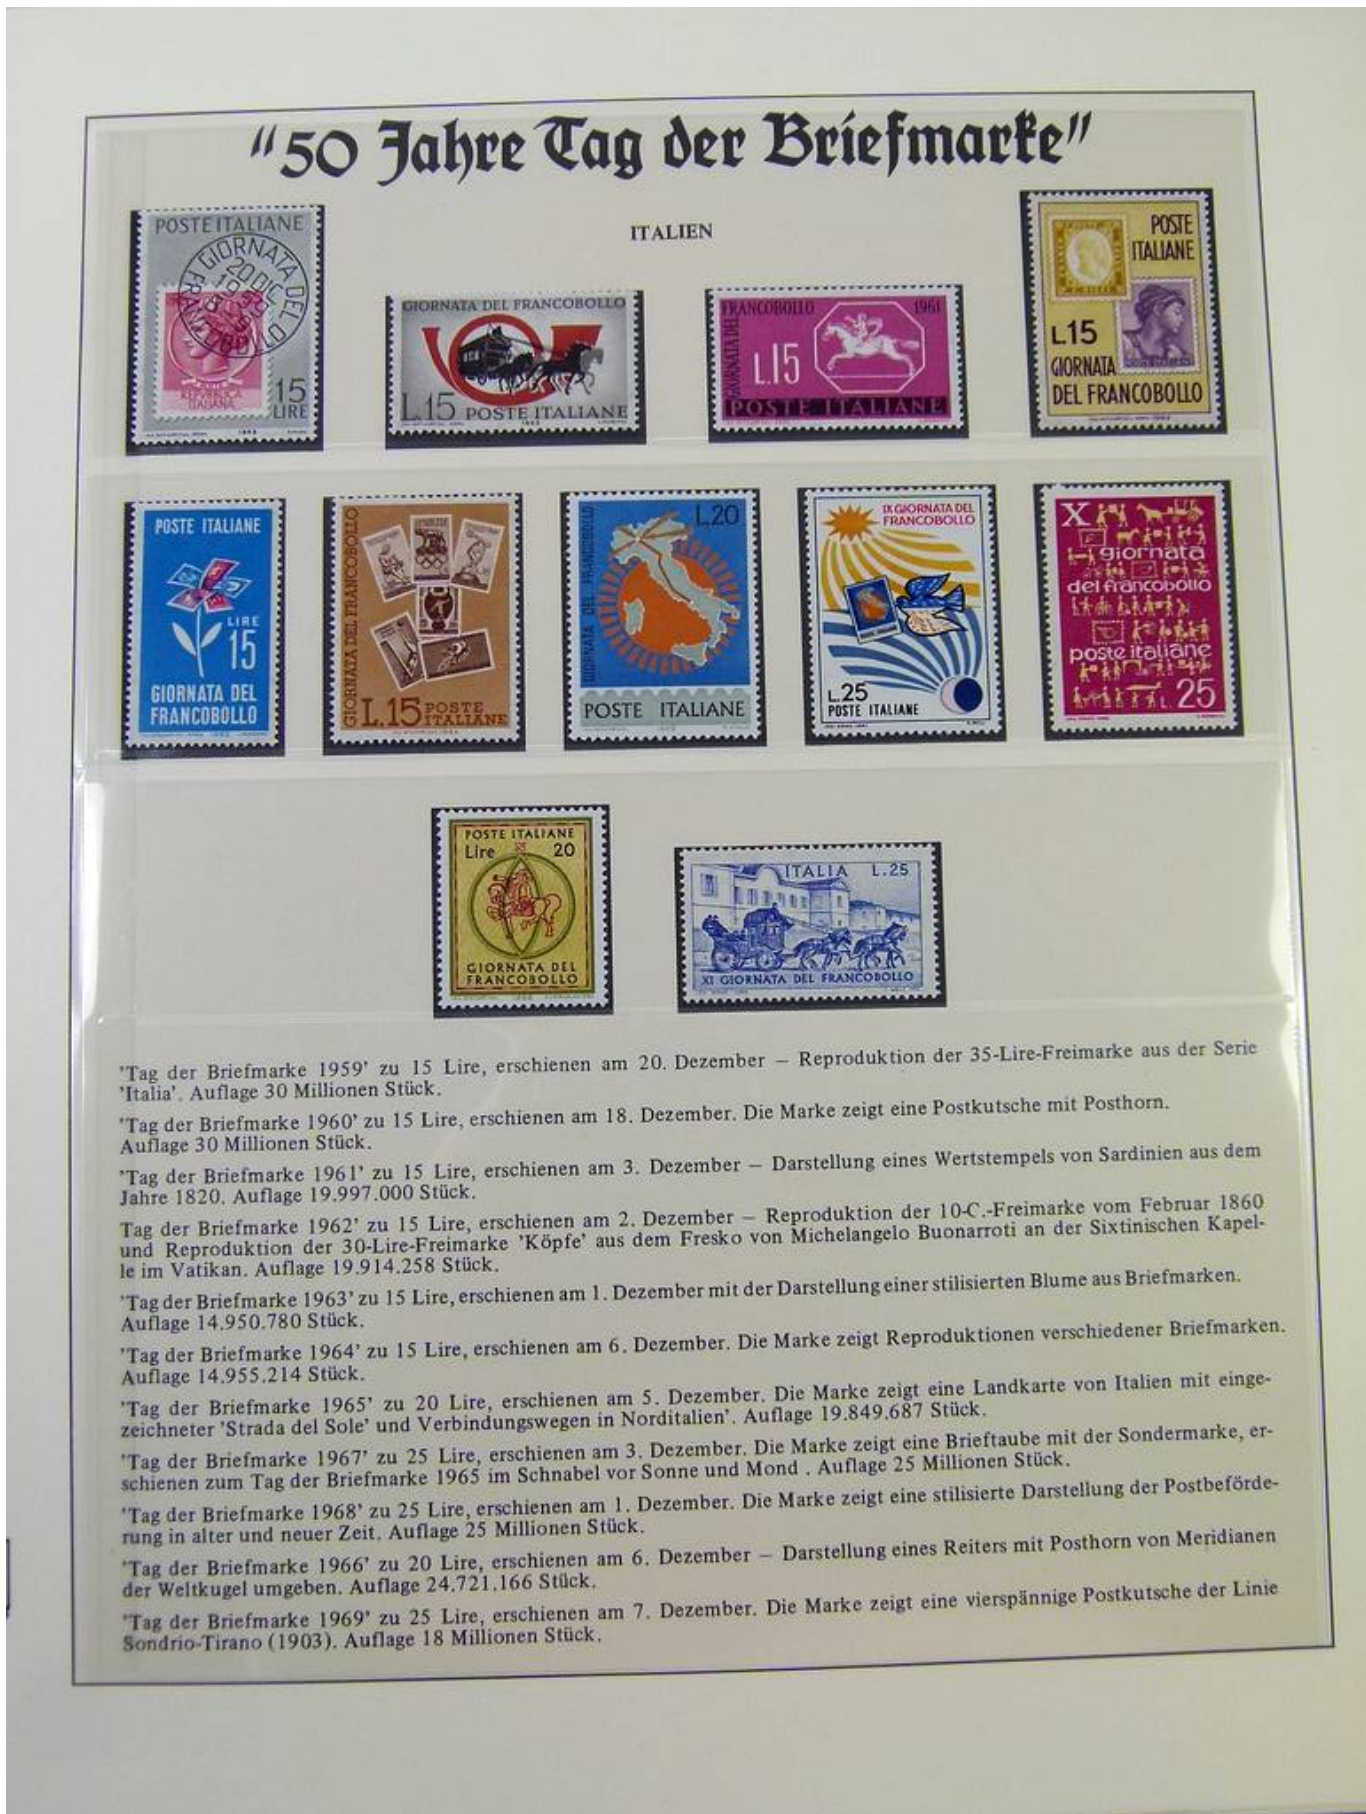 "50 Jahre Tag der Briefmarke"
ITALIEN
POSTE ITALIANE
GIORNATA DEL FRANCOBOLLO
20 DIC
1959
REPUBBLICA
ITALIANA
15
LIRE
GIORNATA DEL FRANCOBOLLO
L.15 POSTE ITALIANE
GIORNATA DEL
FRANCOBOLLO 1961
L.15
POSTE ITALIANE
POSTE
ITALIANE
L.15
GIORNATA
DEL FRANCOBOLLO
POSTE ITALIANE
LIRE
15
GIORNATA DEL
FRANCOBOLLO
GIORNATA DEL FRANCOBOLLO
L.15 POSTE
ITALIANE
GIORNATA DEL FRANCOBOLLO
L.20
POSTE ITALIANE
IX GIORNATA DEL
FRANCOBOLLO
L.25
POSTE ITALIANE
X
giornata
del francobollo
poste italiane
L. 25
POSTE ITALIANE
Lire 20
GIORNATA DEL
FRANCOBOLLO
ITALIA L.25
XI GIORNATA DEL FRANCOBOLLO
'Tag der Briefmarke 1959' zu 15 Lire, erschienen am 20. Dezember – Reproduktion der 35-Lire-Freimarke aus der Serie
'Italia'. Auflage 30 Millionen Stück.
'Tag der Briefmarke 1960' zu 15 Lire, erschienen am 18. Dezember. Die Marke zeigt eine Postkutsche mit Posthorn.
Auflage 30 Millionen Stück.
'Tag der Briefmarke 1961' zu 15 Lire, erschienen am 3. Dezember – Darstellung eines Wertstempels von Sardinien aus dem
Jahre 1820. Auflage 19.997.000 Stück.
Tag der Briefmarke 1962' zu 15 Lire, erschienen am 2. Dezember – Reproduktion der 10-C.-Freimarke vom Februar 1860
und Reproduktion der 30-Lire-Freimarke 'Köpfe' aus dem Fresko von Michelangelo Buonarroti an der Sixtinischen Kapel-
le im Vatikan. Auflage 19.914.258 Stück.
'Tag der Briefmarke 1963' zu 15 Lire, erschienen am 1. Dezember mit der Darstellung einer stilisierten Blume aus Briefmarken.
Auflage 14.950.780 Stück.
'Tag der Briefmarke 1964' zu 15 Lire, erschienen am 6. Dezember. Die Marke zeigt Reproduktionen verschiedener Briefmarken.
Auflage 14.955.214 Stück.
'Tag der Briefmarke 1965' zu 20 Lire, erschienen am 5. Dezember. Die Marke zeigt eine Landkarte von Italien mit einge-
zeichneter 'Strada del Sole' und Verbindungswegen in Norditalien'. Auflage 19.849.687 Stück.
'Tag der Briefmarke 1967' zu 25 Lire, erschienen am 3. Dezember. Die Marke zeigt eine Brieftaube mit der Sondermarke, er-
schienen zum Tag der Briefmarke 1965 im Schnabel vor Sonne und Mond . Auflage 25 Millionen Stück.
'Tag der Briefmarke 1968' zu 25 Lire, erschienen am 1. Dezember. Die Marke zeigt eine stilisierte Darstellung der Postbeförde-
rung in alter und neuer Zeit. Auflage 25 Millionen Stück.
'Tag der Briefmarke 1966' zu 20 Lire, erschienen am 6. Dezember – Darstellung eines Reiters mit Posthorn von Meridianen
der Weltkugel umgeben. Auflage 24.721.166 Stück.
'Tag der Briefmarke 1969' zu 25 Lire, erschienen am 7. Dezember. Die Marke zeigt eine vierspännige Postkutsche der Linie
Sondrio-Tirano (1903). Auflage 18 Millionen Stück.